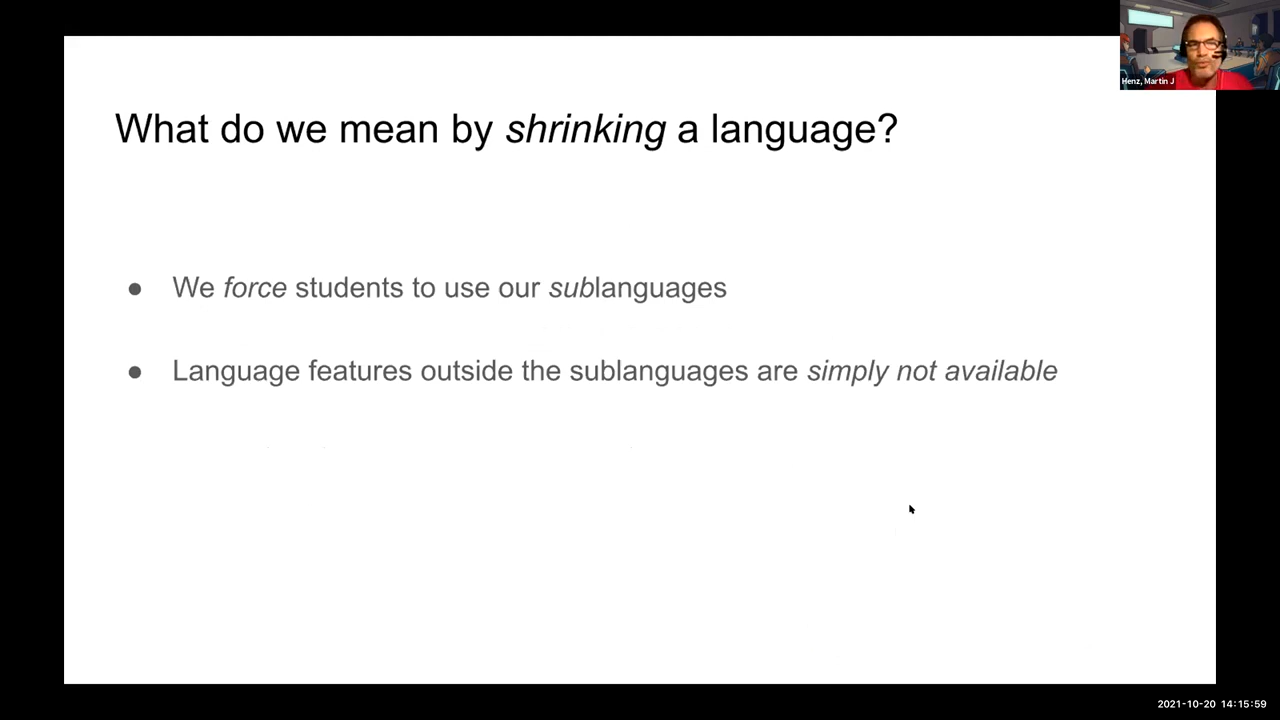 Henz, Martin J
What do we mean by shrinking a language?
● We force students to use our sublanguages
● Language features outside the sublanguages are simply not available
2021-10-20 14:15:59